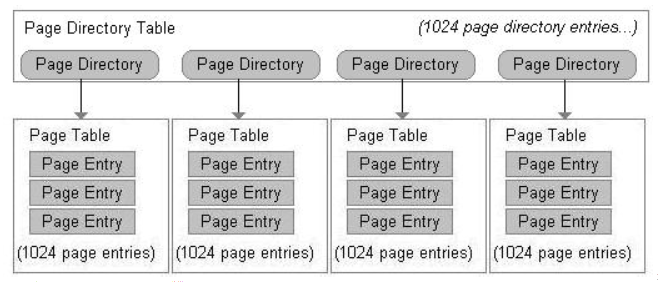 Page Directory Table (1024 page directory entries...)
Page Directory Page Directory Page Directory Page Directory
Page Table Page Table Page Table Page Table
Page Entry Page Entry Page Entry Page Entry
Page Entry Page Entry Page Entry Page Entry
Page Entry Page Entry Page Entry Page Entry
(1024 page entries) (1024 page entries) (1024 page entries) (1024 page entries)